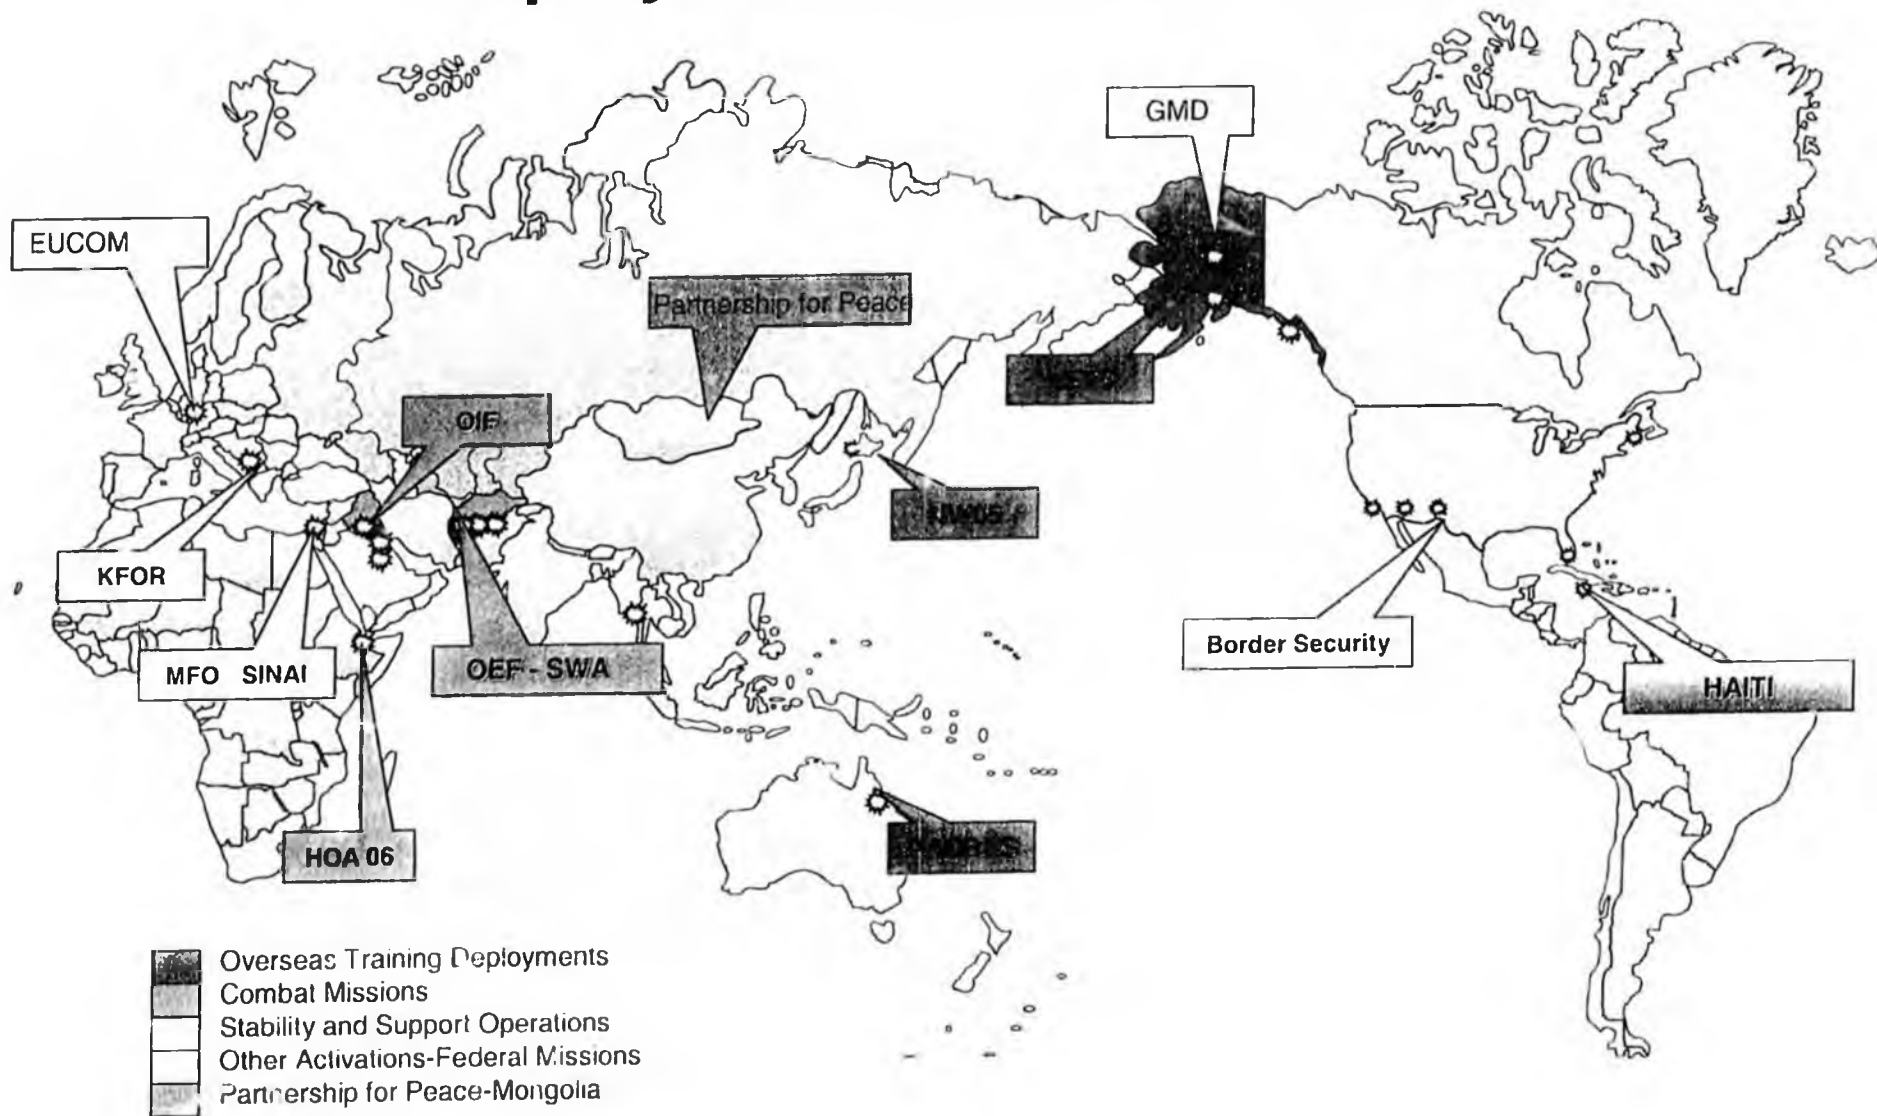 GMD
EUCOM
Partnership for Peace
OIF
NW05
KFOR
Border Security
MFO SINAI
OEF - SWA
HAITI
HOA 06
Overseas Training Deployments
Combat Missions
Stability and Support Operations
Other Activations-Federal Missions
Partnership for Peace-Mongolia